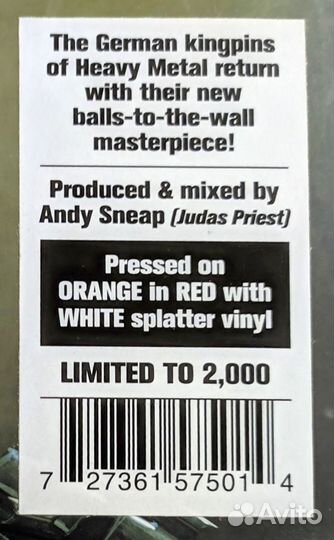 The German kingpins
of Heavy Metal return
with their new
balls-to-the-wall
masterpiece!
Produced & mixed by
Andy Sneap (Judas Priest)
Pressed on
ORANGE in RED with
WHITE splatter vinyl
LIMITED TO 2,000
7 27361 57501 4
Avito